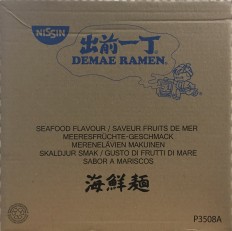 NISSIN
出前一丁
DEMAE RAMEN.
SEAFOOD FLAVOUR / SAVEUR FRUITS DE MER
MEERESFRÜCHTE-GESCHMACK
MERENELÄVIEN MAKUINEN
SKALDJUR SMAK / GUSTO DI FRUTTI DI MARE
SABOR A MARISCOS
海鮮麵
P3508A